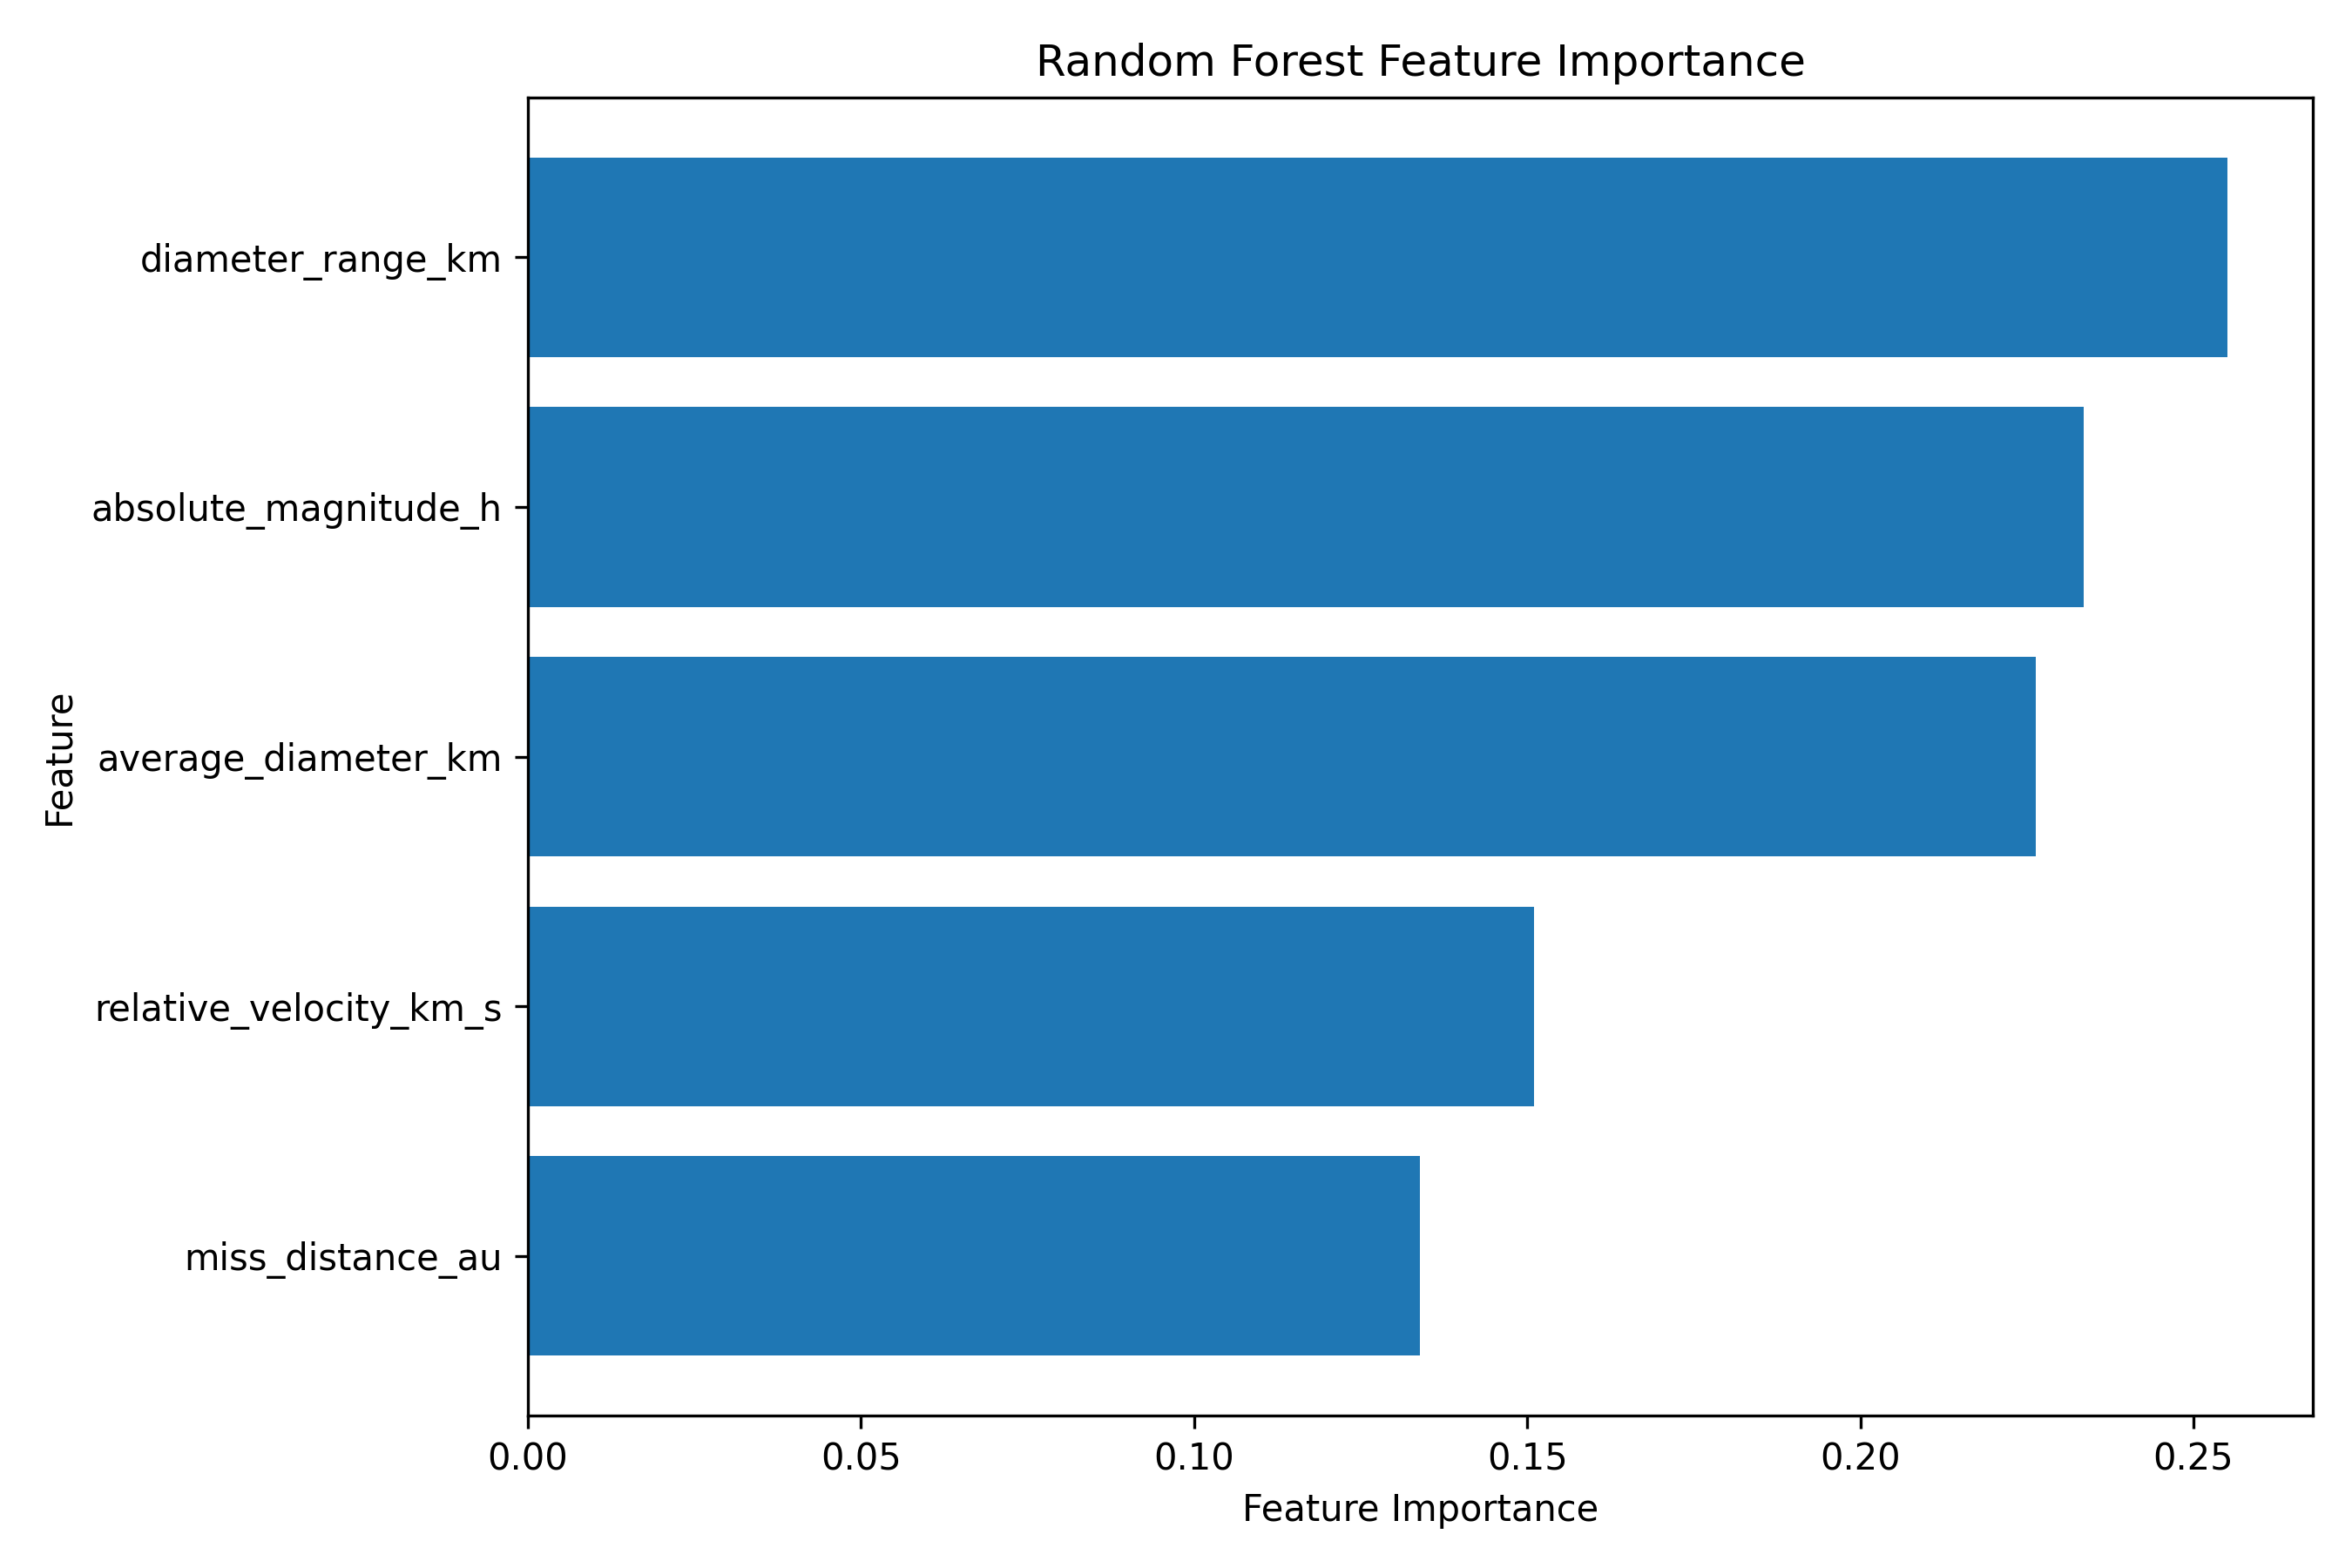 Random Forest Feature Importance
diameter_range_km
absolute_magnitude_h
average_diameter_km
relative_velocity_km_s
miss_distance_au
Feature
0.00 0.05 0.10 0.15 0.20 0.25
Feature Importance